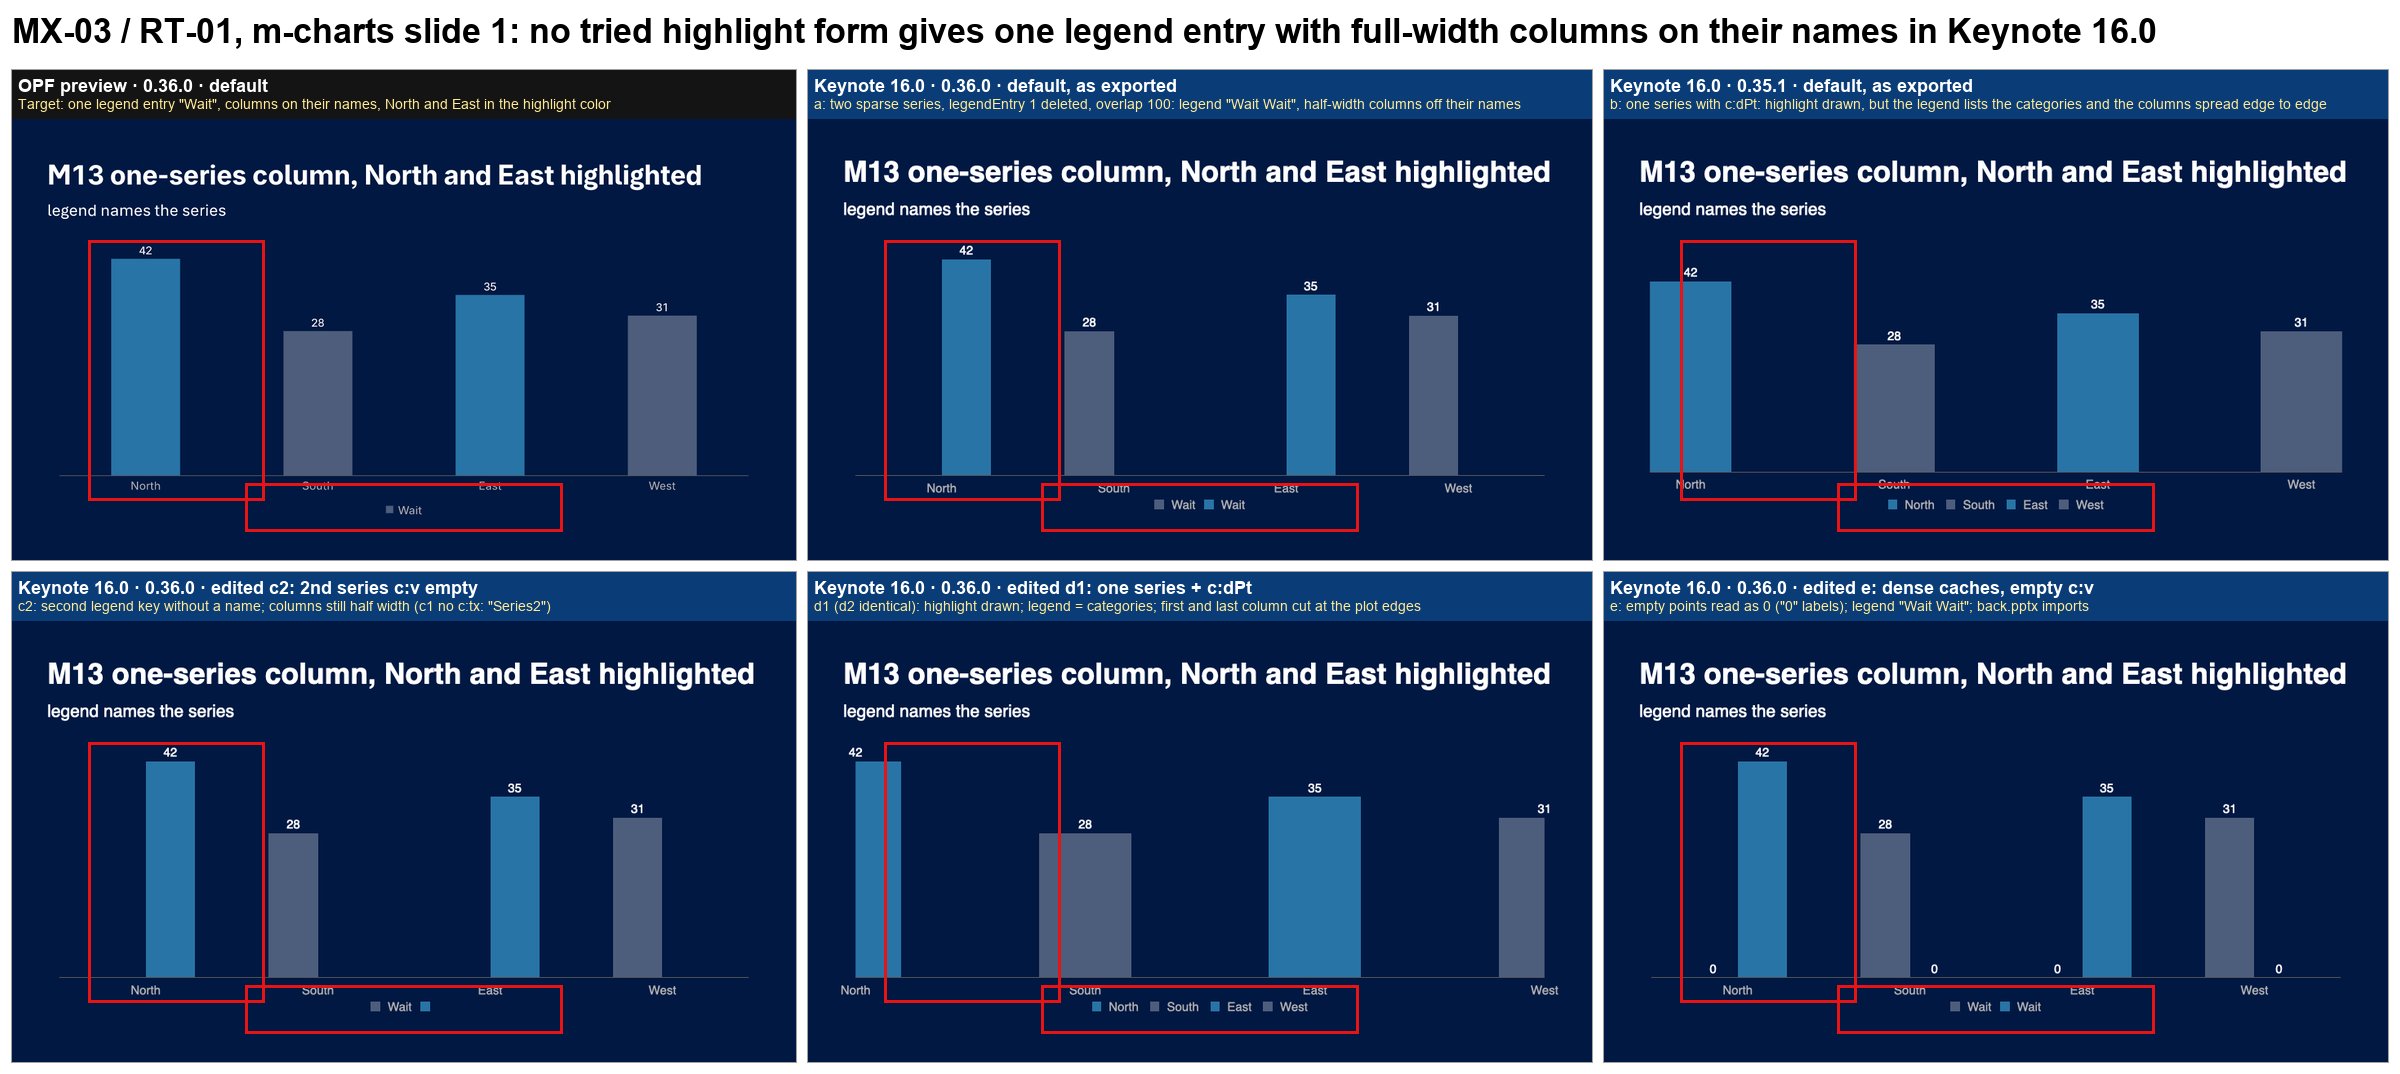 MX-03 / RT-01, m-charts slide 1: no tried highlight form gives one legend entry with full-width columns on their names in Keynote 16.0
OPF preview · 0.36.0 · default
Target: one legend entry "Wait", columns on their names, North and East in the highlight color
M13 one-series column, North and East highlighted
legend names the series
42
35
31
28
North South East West
Wait
Keynote 16.0 · 0.36.0 · default, as exported
a: two sparse series, legendEntry 1 deleted, overlap 100: legend "Wait Wait", half-width columns off their names
M13 one-series column, North and East highlighted
legend names the series
42
35
31
28
North South East West
Wait Wait
Keynote 16.0 · 0.35.1 · default, as exported
b: one series with c:dPt: highlight drawn, but the legend lists the categories and the columns spread edge to edge
M13 one-series column, North and East highlighted
legend names the series
42
35
31
28
North South East West
North South East West
Keynote 16.0 · 0.36.0 · edited c2: 2nd series c:v empty
c2: second legend key without a name; columns still half width (c1 no c:tx: "Series2")
M13 one-series column, North and East highlighted
legend names the series
42
35
31
28
North South East West
Wait
Keynote 16.0 · 0.36.0 · edited d1: one series + c:dPt
d1 (d2 identical): highlight drawn; legend = categories; first and last column cut at the plot edges
M13 one-series column, North and East highlighted
legend names the series
42
35
31
28
North South East West
North South East West
Keynote 16.0 · 0.36.0 · edited e: dense caches, empty c:v
e: empty points read as 0 ("0" labels); legend "Wait Wait"; back.pptx imports
M13 one-series column, North and East highlighted
legend names the series
42
35
31
28
0 0 0 0
North South East West
Wait Wait